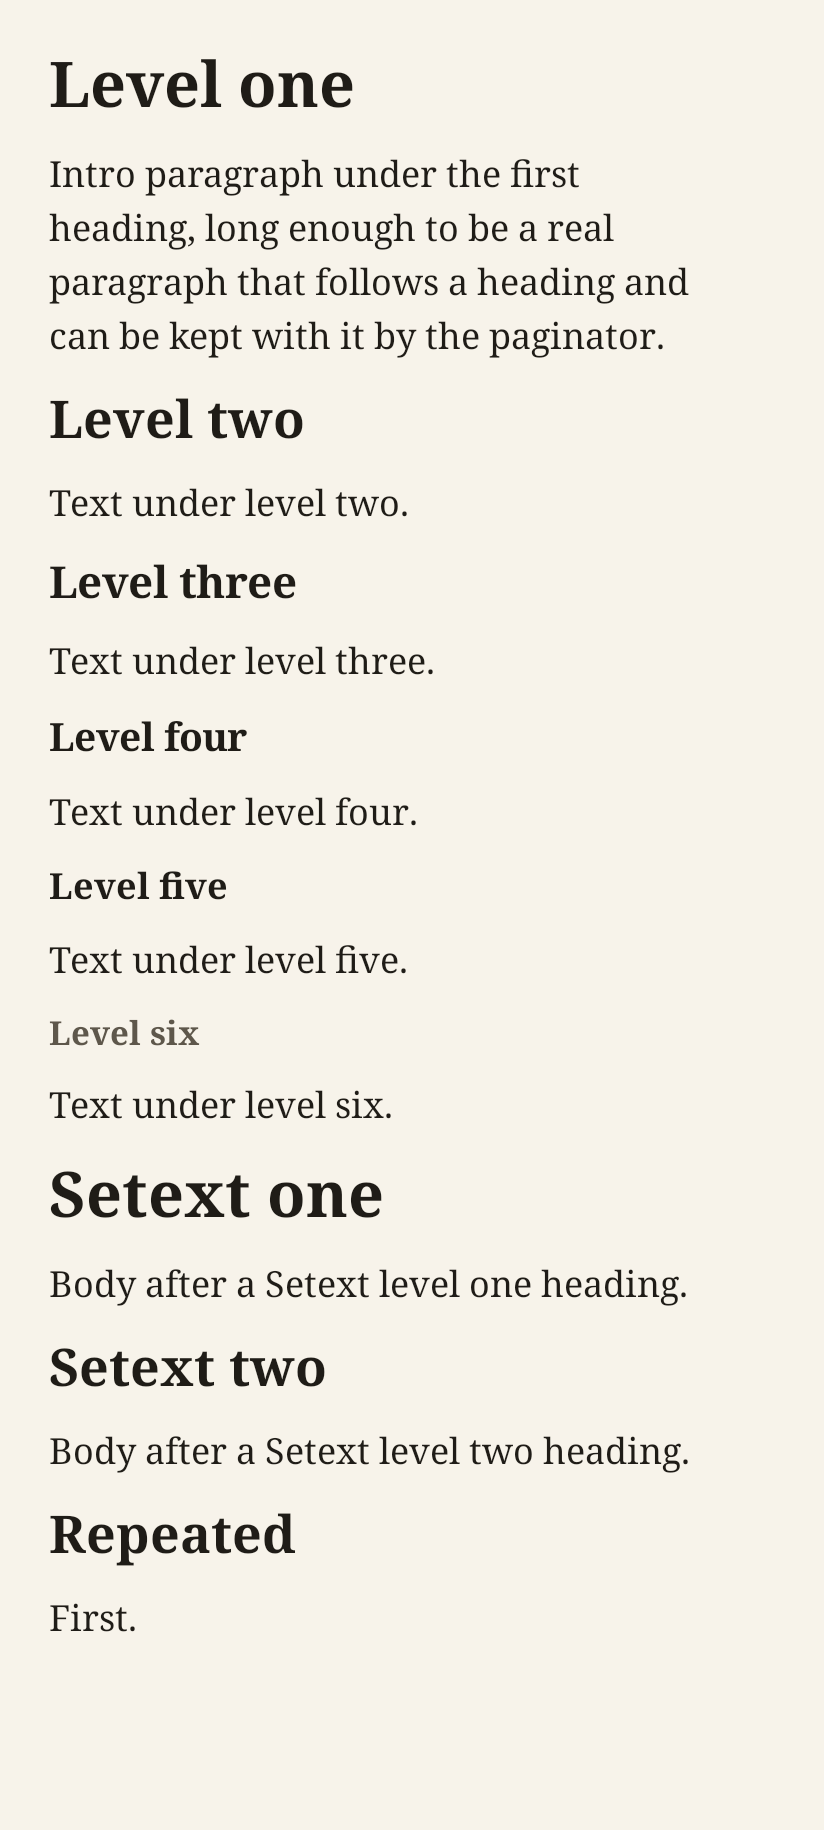 Level one
Intro paragraph under the first
heading, long enough to be a real
paragraph that follows a heading and
can be kept with it by the paginator.
Level two
Text under level two.
Level three
Text under level three.
Level four
Text under level four.
Level five
Text under level five.
Level six
Text under level six.
Setext one
Body after a Setext level one heading.
Setext two
Body after a Setext level two heading.
Repeated
First.